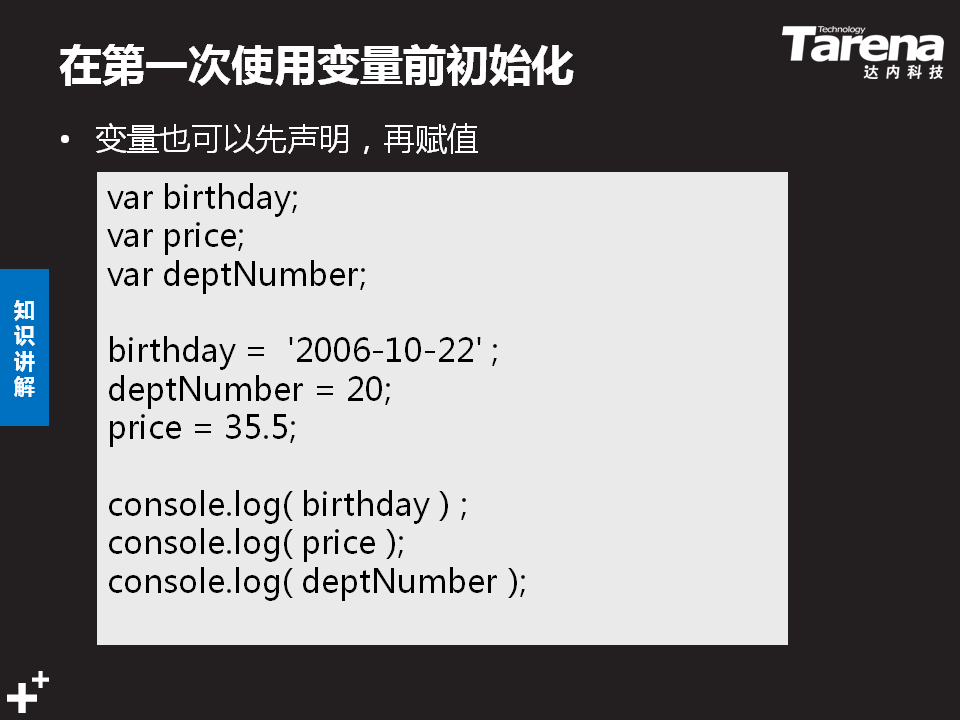 在第一次使用变量前初始化
Technology
Tarena
达内科技
• 变量也可以先声明，再赋值
var birthday;
var price;
var deptNumber;
birthday =  '2006-10-22' ;
deptNumber = 20;
price = 35.5;
console.log( birthday ) ;
console.log( price );
console.log( deptNumber );
知
识
讲
解